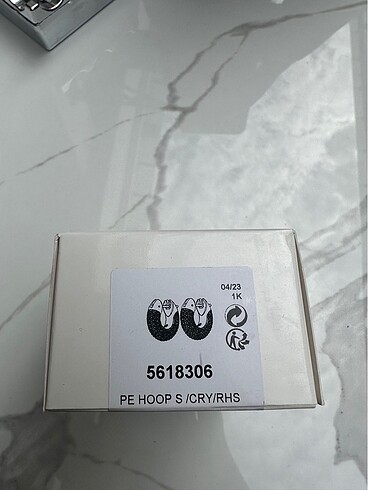 04/23
1K
5618306
PE HOOP S /CRY/RHS